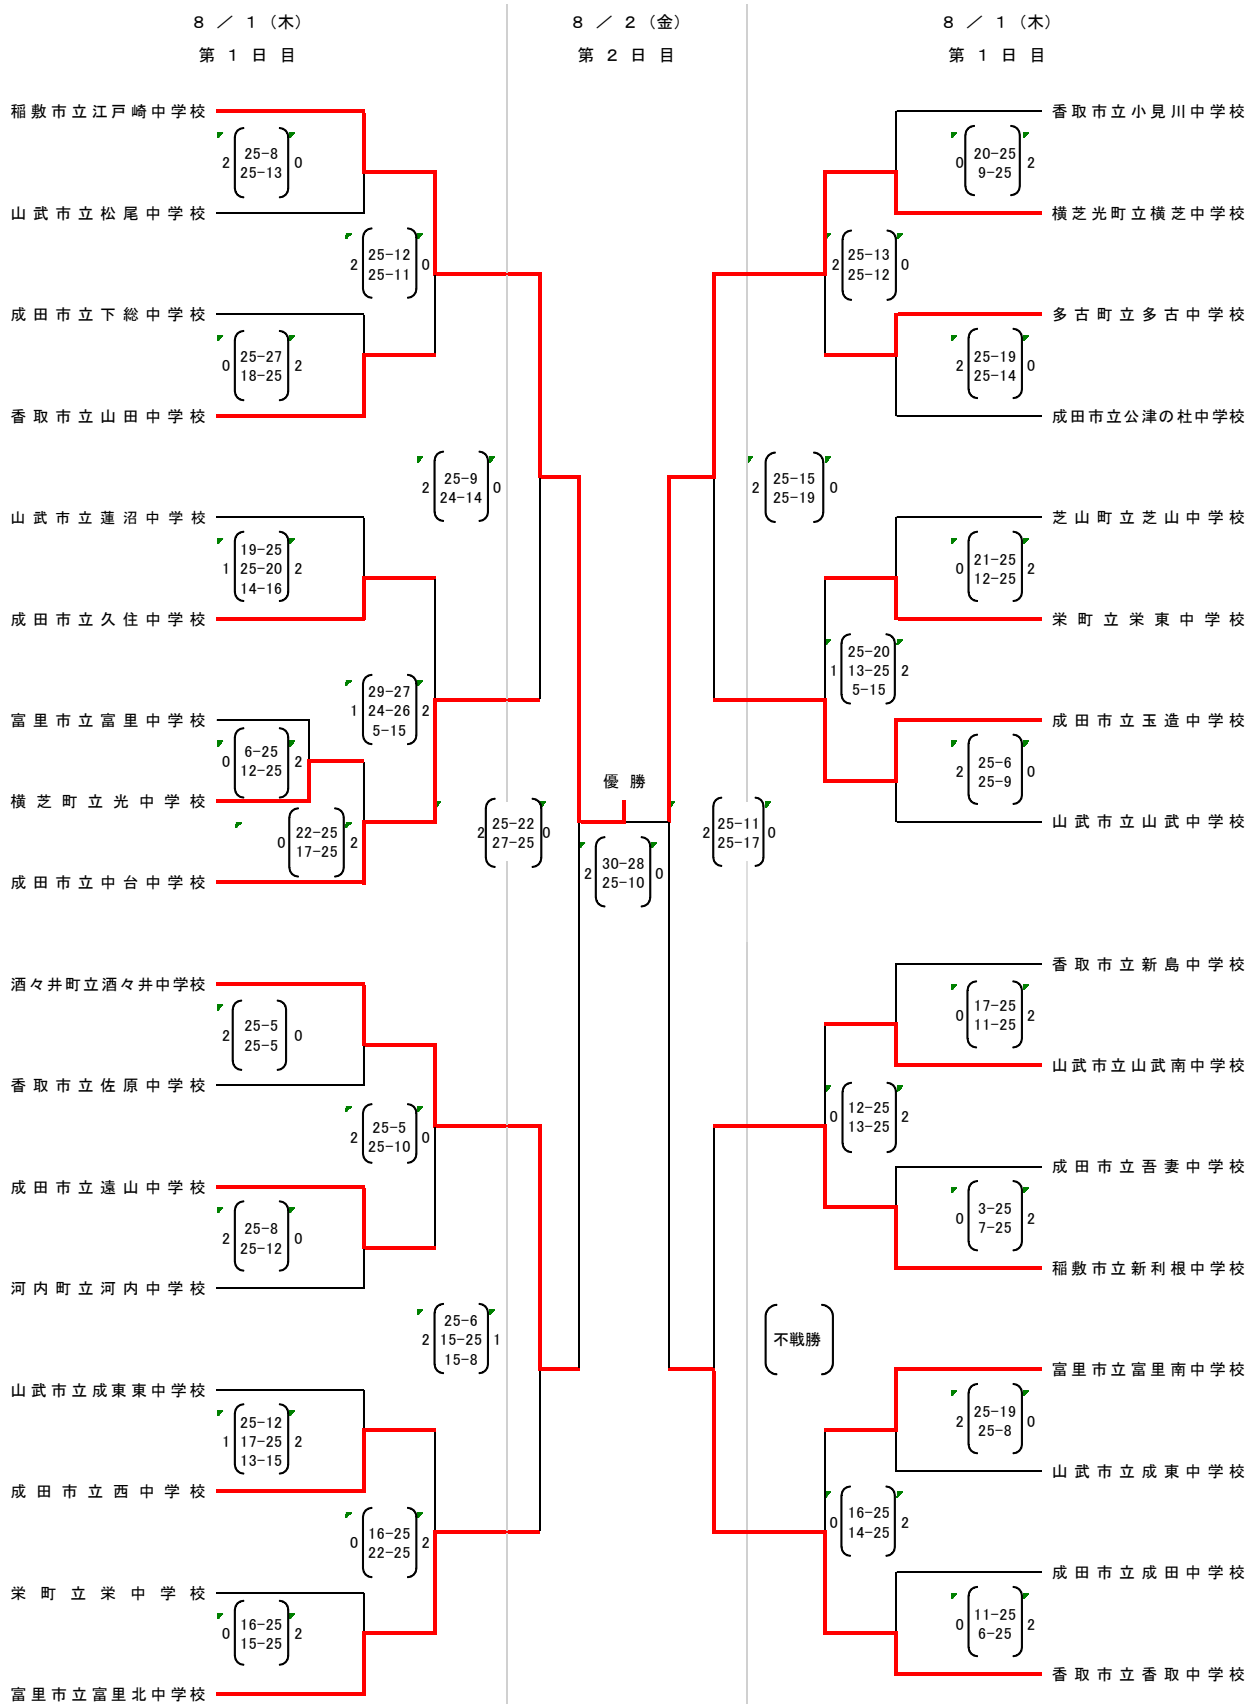 8 / 1 (木)
第 1 日 目
8 / 2 (金)
第 2 日 目
8 / 1 (木)
第 1 日 目
稲敷市立江戸崎中学校
2 25-8 0
25-13
山武市立松尾中学校
2 25-12 0
25-11
成田市立下総中学校
0 25-27 2
18-25
香取市立山田中学校
2 25-9 0
24-14
山武市立蓮沼中学校
19-25
1 25-20 2
14-16
成田市立久住中学校
29-27
1 24-26 2
5-15
富里市立富里中学校
0 6-25 2
12-25
横芝町立光中学校
0 22-25 2
17-25
成田市立中台中学校
2 25-22 0
27-25
酒々井町立酒々井中学校
2 25-5 0
25-5
香取市立佐原中学校
2 25-5 0
25-10
成田市立遠山中学校
2 25-8 0
25-12
河内町立河内中学校
25-6
2 15-25 1
15-8
山武市立成東東中学校
25-12
1 17-25 2
13-15
成田市立西中学校
0 16-25 2
22-25
栄町立栄中学校
0 16-25 2
15-25
富里市立富里北中学校
優 勝
2 30-28 0
25-10
香取市立小見川中学校
0 20-25 2
9-25
横芝光町立横芝中学校
2 25-13 0
25-12
多古町立多古中学校
2 25-19 0
25-14
成田市立公津の杜中学校
2 25-15 0
25-19
芝山町立芝山中学校
0 21-25 2
12-25
栄町立栄東中学校
25-20
1 13-25 2
5-15
成田市立玉造中学校
2 25-6 0
25-9
山武市立山武中学校
2 25-11 0
25-17
香取市立新島中学校
0 17-25 2
11-25
山武市立山武南中学校
0 12-25 2
13-25
成田市立吾妻中学校
0 3-25 2
7-25
稲敷市立新利根中学校
不戦勝
富里市立富里南中学校
2 25-19 0
25-8
山武市立成東中学校
0 16-25 2
14-25
成田市立成田中学校
0 11-25 2
6-25
香取市立香取中学校